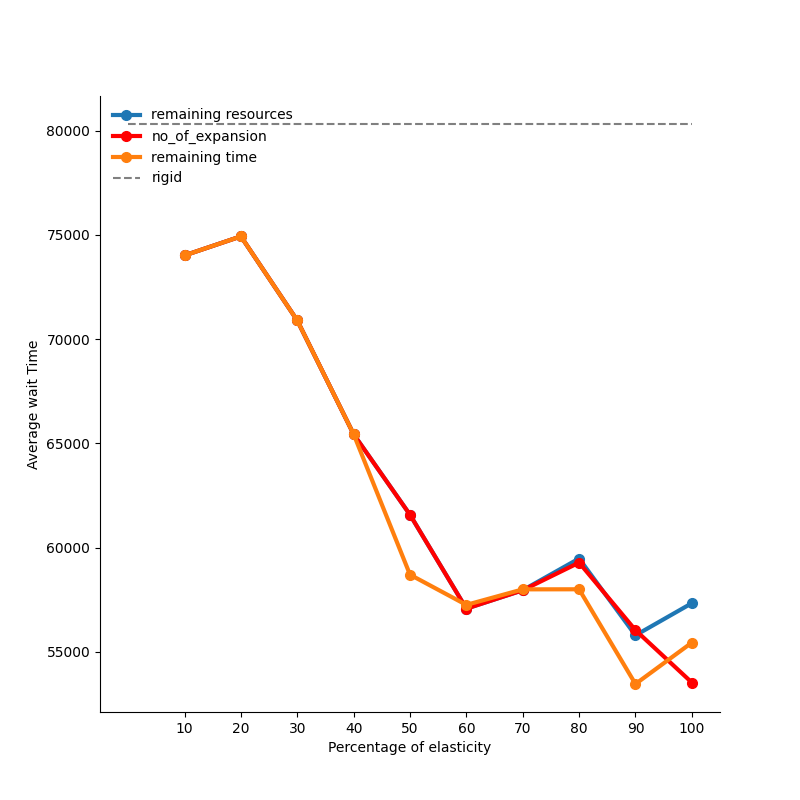 remaining resources
no_of_expansion
remaining time
rigid
80000
75000
70000
65000
60000
55000
Average wait Time
10 20 30 40 50 60 70 80 90 100
Percentage of elasticity